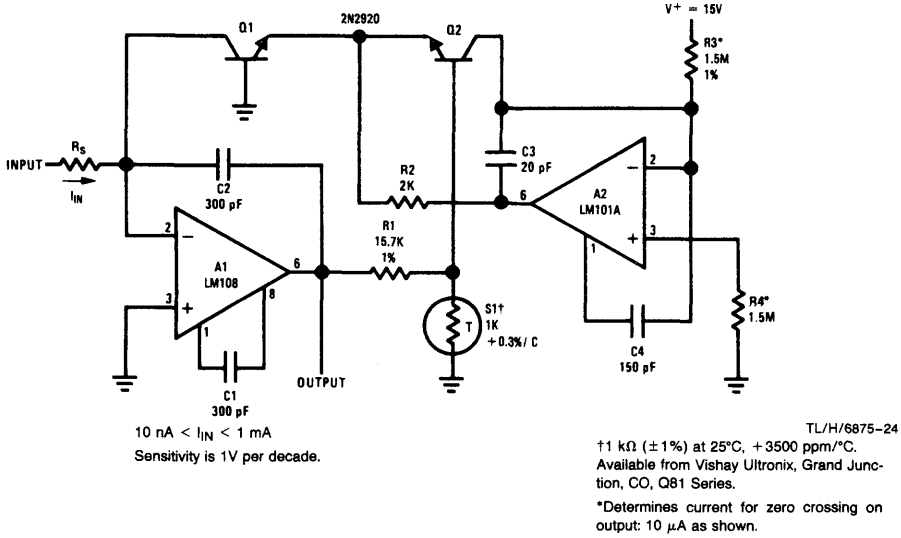 2N2920
Q1
Q2
V+ = 15V
R3*
1.5M
1%
RS
INPUT
IIN
C2
300 pF
C3
20 pF
R2
2K
2
A2
LM101A
6
3
1
R1
15.7K
1%
2
A1
LM108
6
8
3
1
S1†
1K
T
+0.3%/ C
R4*
1.5M
C4
150 pF
C1
300 pF
OUTPUT
10 nA < IIN < 1 mA
Sensitivity is 1V per decade.
TL/H/6875–24
†1 kΩ (±1%) at 25°C, +3500 ppm/°C.
Available from Vishay Ultronix, Grand Junc-
tion, CO, Q81 Series.
*Determines current for zero crossing on
output: 10 μA as shown.